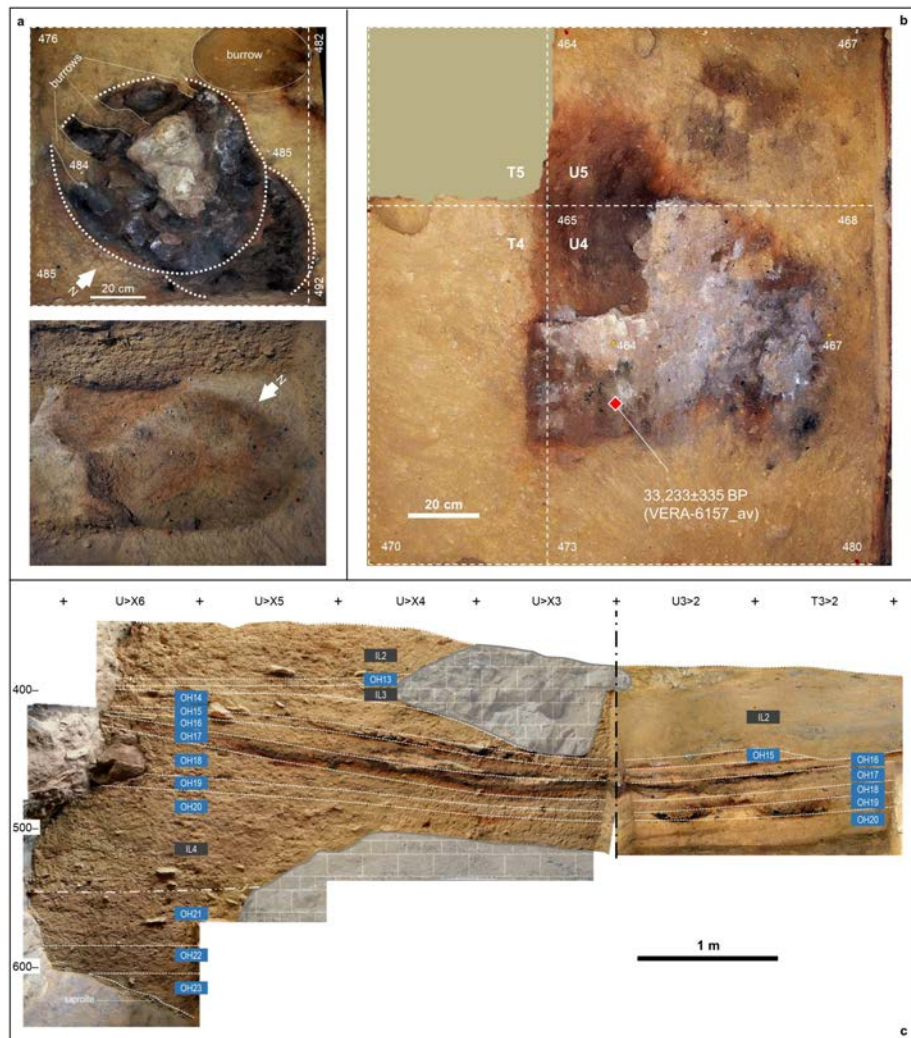 a
476
burrow
482
burrows
484
485
485
492
N
20 cm
N
b
464
467
T5
U5
465
468
T4
U4
464
467
33,233±335 BP
(VERA-6157_av)
20 cm
470
473
480
+ U>X6 + U>X5 + U>X4 + U>X3 + U3>2 + T3>2 +
IL2
OH13
IL3
400
OH14
OH15
OH16
OH17
OH18
OH19
OH20
IL2
OH15
OH16
OH17
OH18
OH19
OH20
500
IL4
OH21
1 m
OH22
600
OH23
saprolite
c